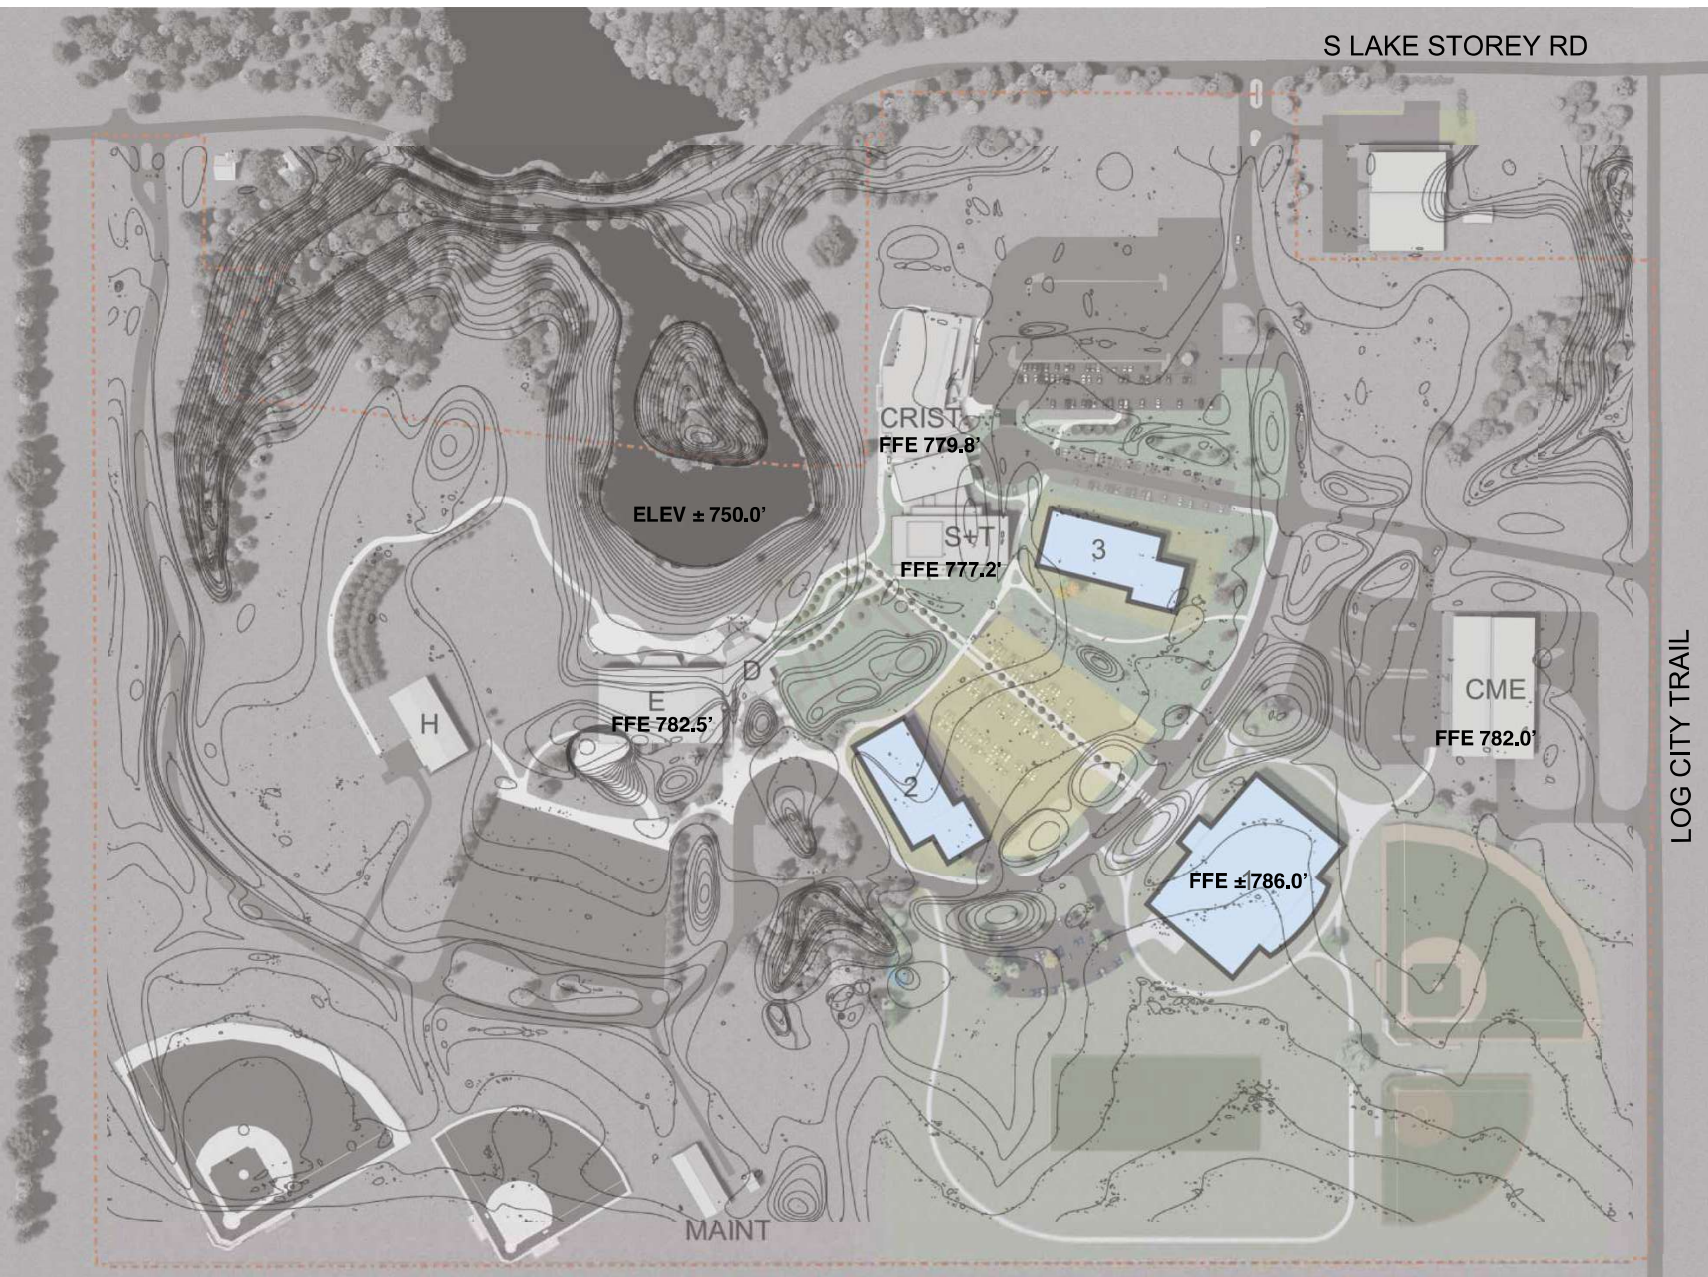 S LAKE STOREY RD
CRIST
FFE 779.8'
ELEV ± 750.0'
S+T
FFE 777.2'
3
D
E
FFE 782.5'
H
CME
FFE 782.0'
2
FFE ± 786.0'
MAINT
LOG CITY TRAIL